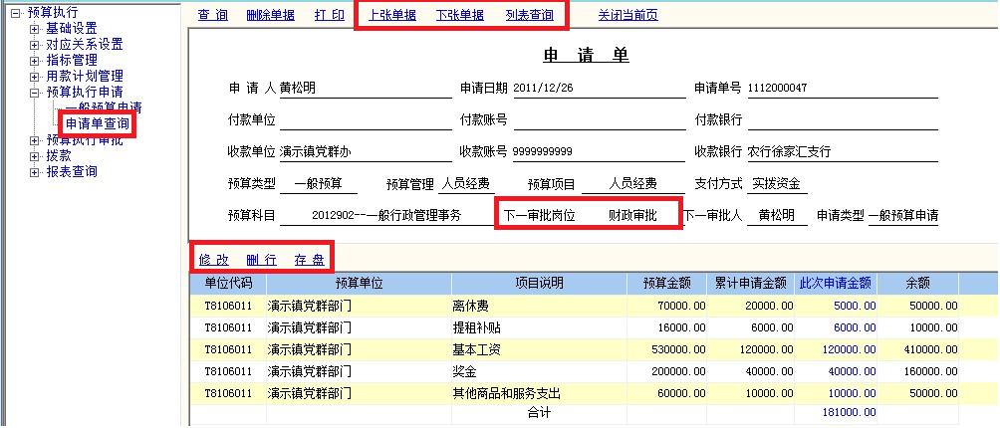 预算执行
基础设置
对应关系设置
指标管理
用款计划管理
预算执行申请
一般预算申请
申请单查询
预算执行审批
拨款
报表查询
查 询 删除单据 打 印 上张单据 下张单据 列表查询 关闭当前页
申 请 单
申 请 人 黄松明 申请日期 2011/12/26 申请单号 1112000047
付款单位 付款账号 付款银行
收款单位 演示镇党群办 收款账号 9999999999 收款银行 农行徐家汇支行
预算类型 一般预算 预算管理 人员经费 预算项目 人员经费 支付方式 实拨资金
预算科目 2012902--一般行政管理事务 下一审批岗位 财政审批 下一审批人 黄松明 申请类型 一般预算申请
修 改 删 行 存 盘
单位代码 预算单位 项目说明 预算金额 累计申请金额 此次申请金额 余额
T8106011 演示镇党群部门 离休费 70000.00 20000.00 5000.00 50000.00
T8106011 演示镇党群部门 提租补贴 16000.00 6000.00 6000.00 10000.00
T8106011 演示镇党群部门 基本工资 530000.00 120000.00 120000.00 410000.00
T8106011 演示镇党群部门 奖金 200000.00 40000.00 40000.00 160000.00
T8106011 演示镇党群部门 其他商品和服务支出 60000.00 10000.00 10000.00 50000.00
合计 181000.00